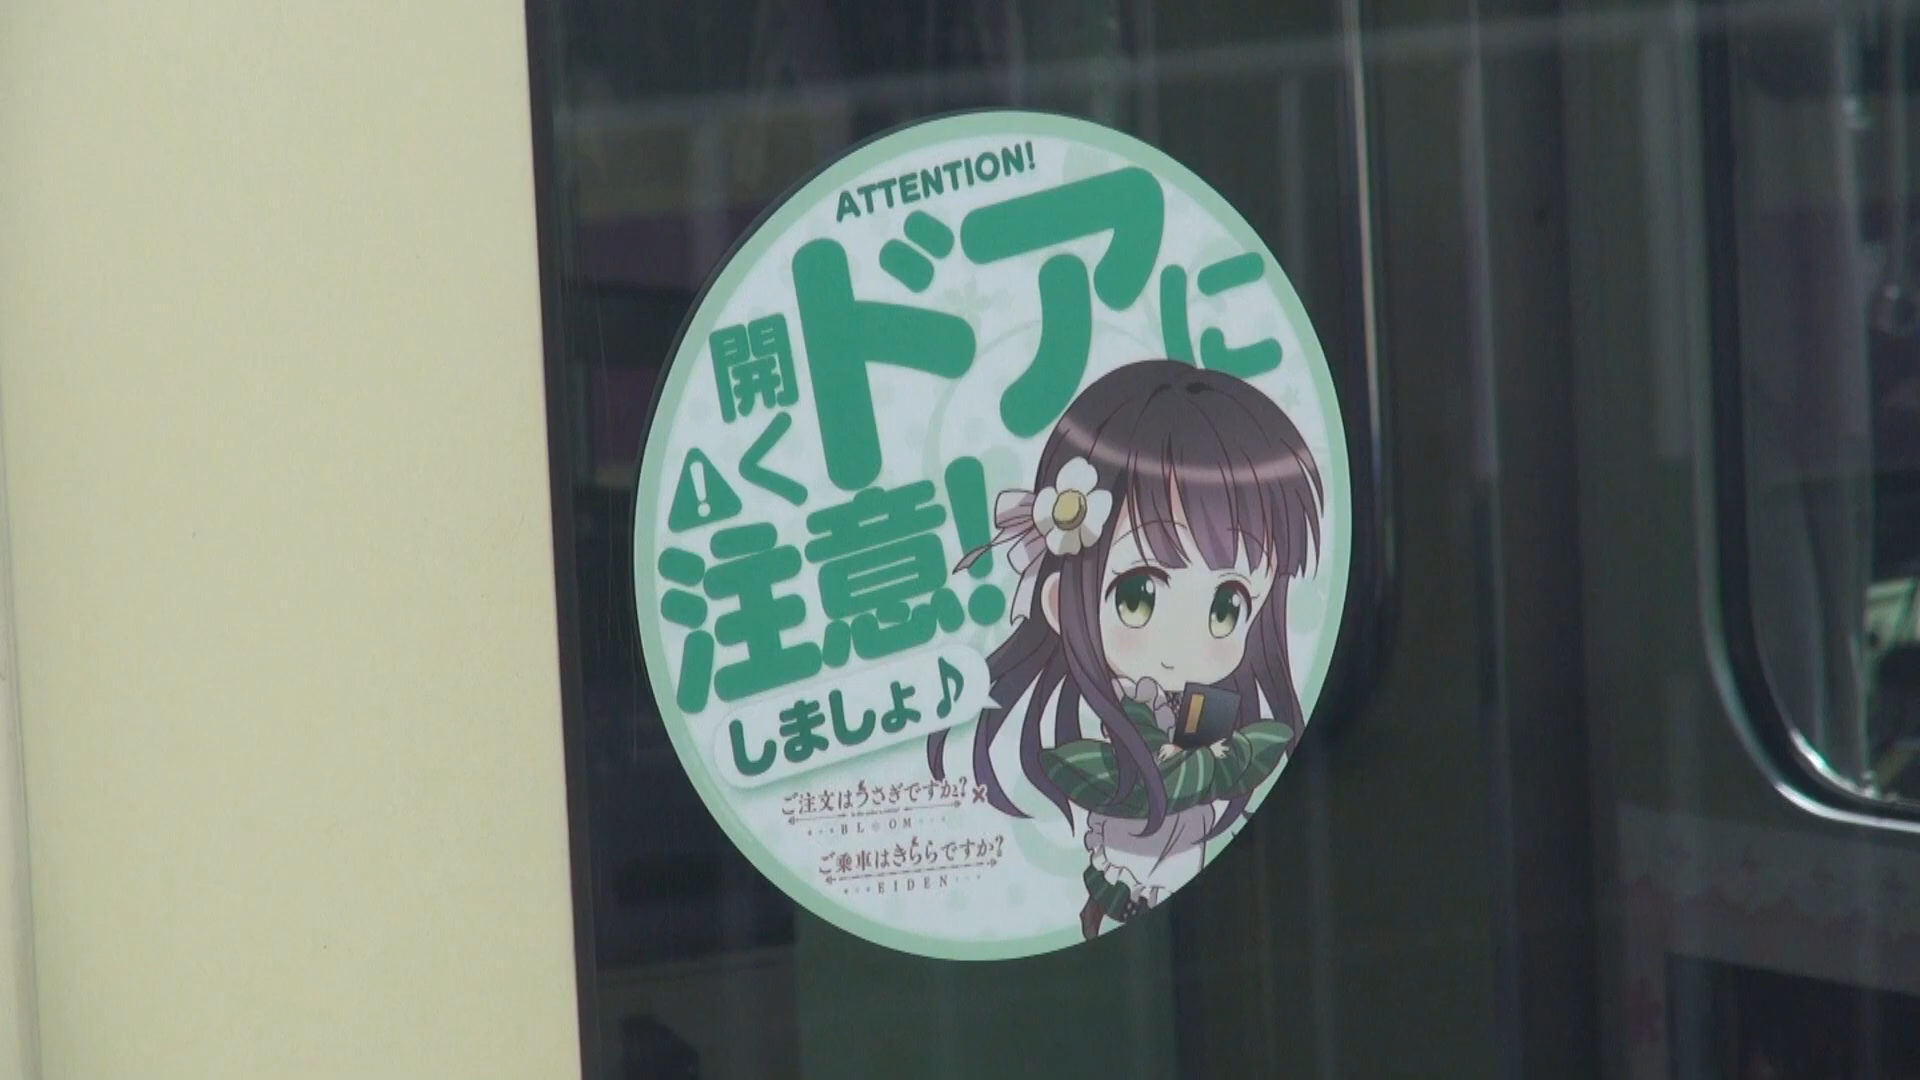 ATTENTION!
開くドアに
注意!
しましょ♪
ご注文はうさぎですか?×
BLOOM
ご乗車はきららですか?
EIDEN